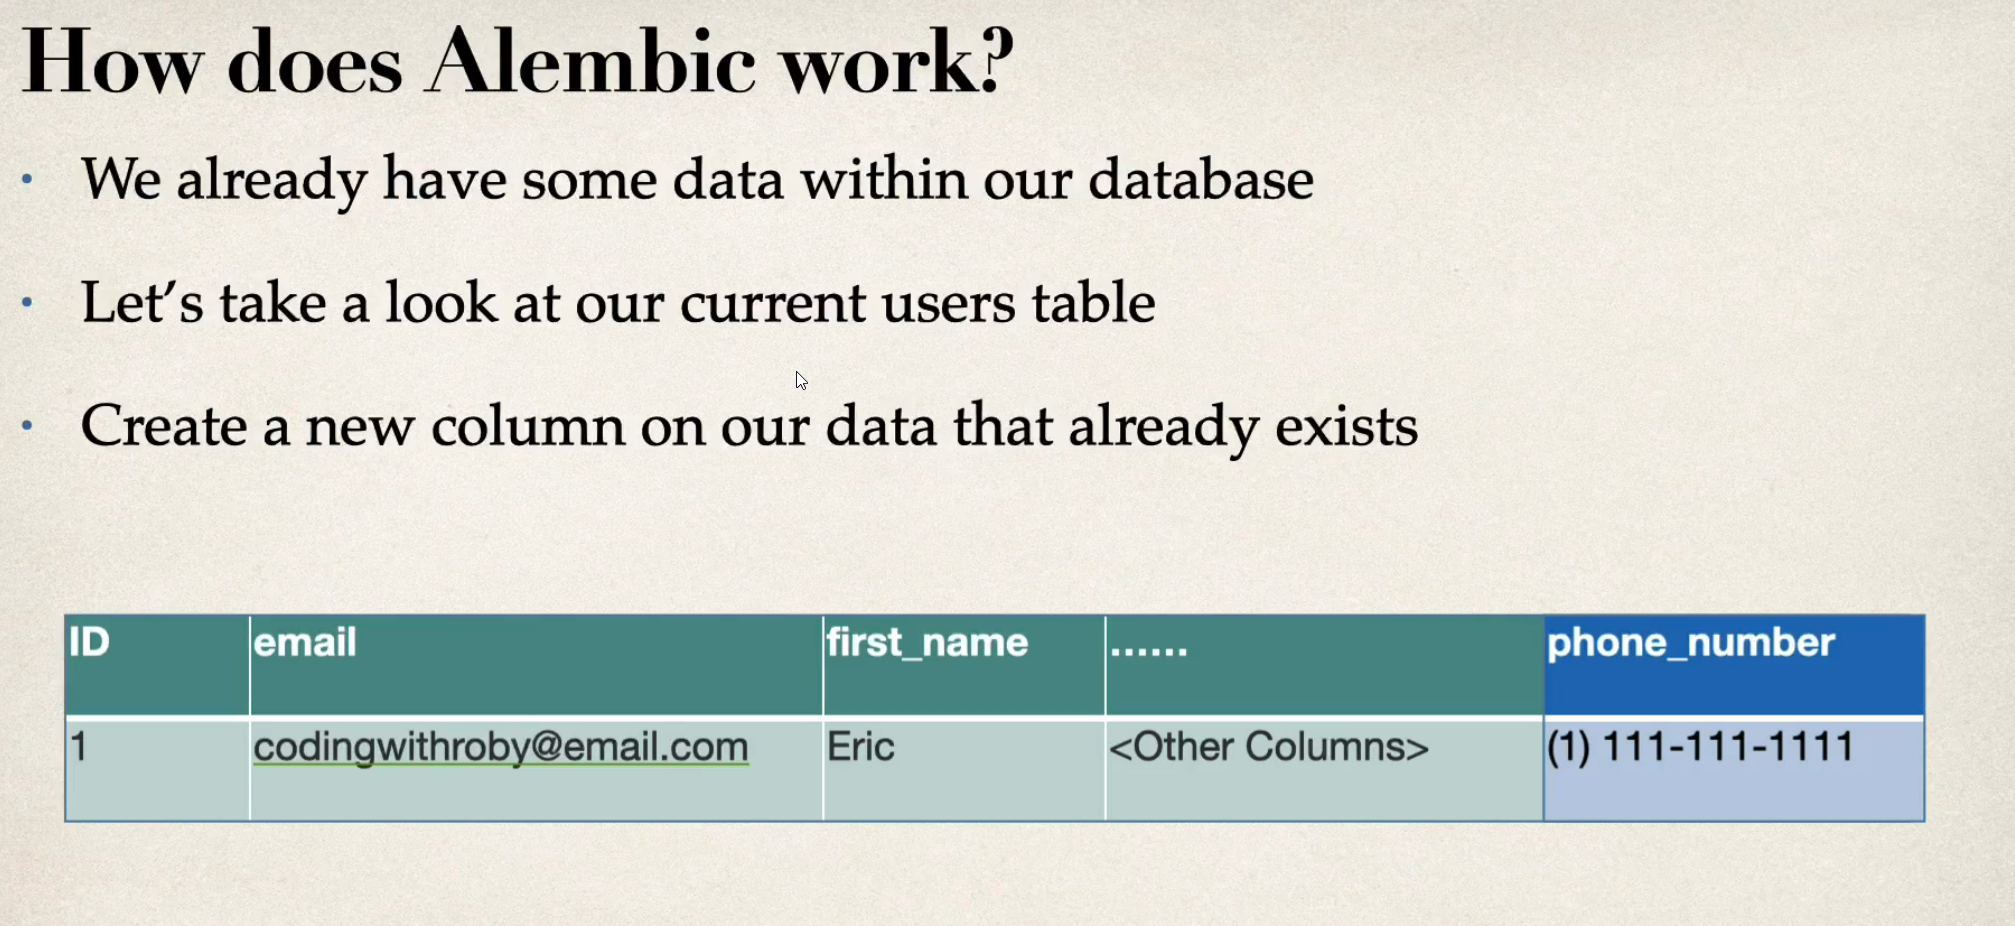 How does Alembic work?
• We already have some data within our database
• Let’s take a look at our current users table
• Create a new column on our data that already exists
ID email first_name ...... phone_number
1 codingwithroby@email.com Eric <Other Columns> (1) 111-111-1111